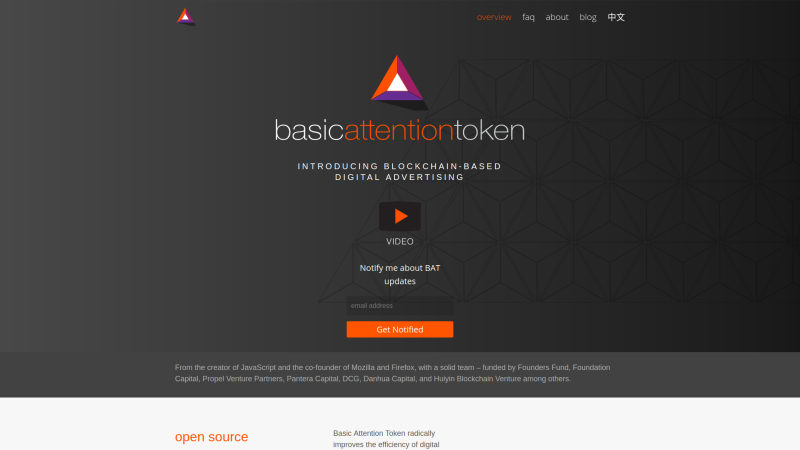 overview faq about blog 中文
basicattentiontoken
INTRODUCING BLOCKCHAIN-BASED
DIGITAL ADVERTISING
VIDEO
Notify me about BAT
updates
email address
Get Notified
From the creator of JavaScript and the co-founder of Mozilla and Firefox, with a solid team – funded by Founders Fund, Foundation
Capital, Propel Venture Partners, Pantera Capital, DCG, Danhua Capital, and Huiyin Blockchain Venture among others.
open source
Basic Attention Token radically
improves the efficiency of digital